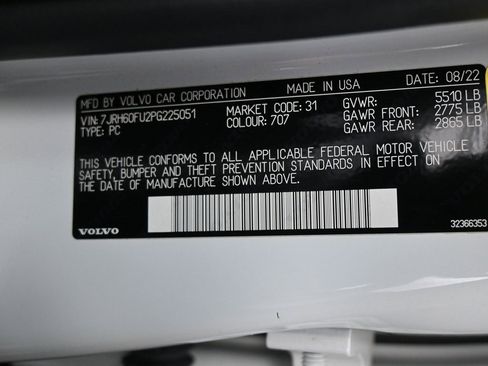 MFD BY VOLVO CAR CORPORATION MADE IN USA DATE: 08/22
VIN: 7JRH60FU2PG225051 MARKET CODE: 31 GVWR: 5510 LB
TYPE: PC COLOUR: 707 GAWR FRONT: 2775 LB
GAWR REAR: 2865 LB
THIS VEHICLE CONFORMS TO ALL APPLICABLE FEDERAL MOTOR VEHICLE
SAFETY, BUMPER AND THEFT PREVENTION STANDARDS IN EFFECT ON
THE DATE OF MANUFACTURE SHOWN ABOVE.
VOLVO 32366353